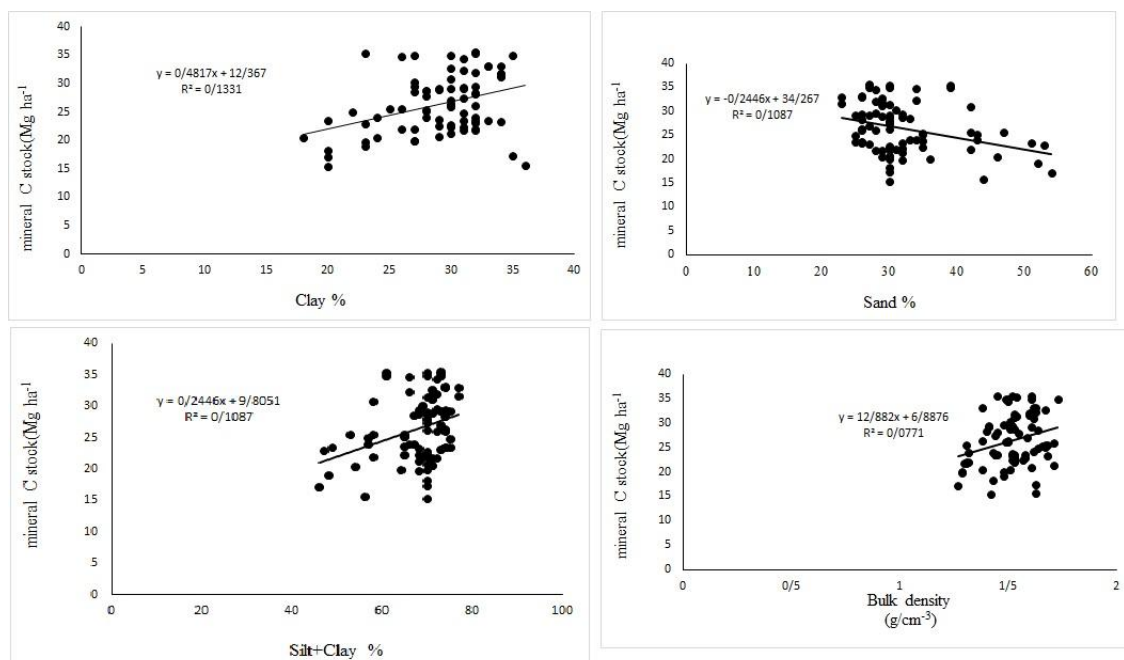 mineral C stock(Mg ha-1)
40
35
30
25
20
15
10
5
0
y = 0/4817x + 12/367
R² = 0/1331
0 5 10 15 20 25 30 35 40
Clay %
mineral C stock(Mg ha-1)
40
35
30
25
20
15
10
5
0
y = -0/2446x + 34/267
R² = 0/1087
0 10 20 30 40 50 60
Sand %
mineral C stock(Mg ha-1)
40
35
30
25
20
15
10
5
0
y = 0/2446x + 9/8051
R² = 0/1087
0 20 40 60 80 100
Silt+Clay %
mineral C stock(Mg ha-1)
40
35
30
25
20
15
10
5
0
y = 12/882x + 6/8876
R² = 0/0771
0 0/5 1 1/5 2
Bulk density
(g/cm-3)